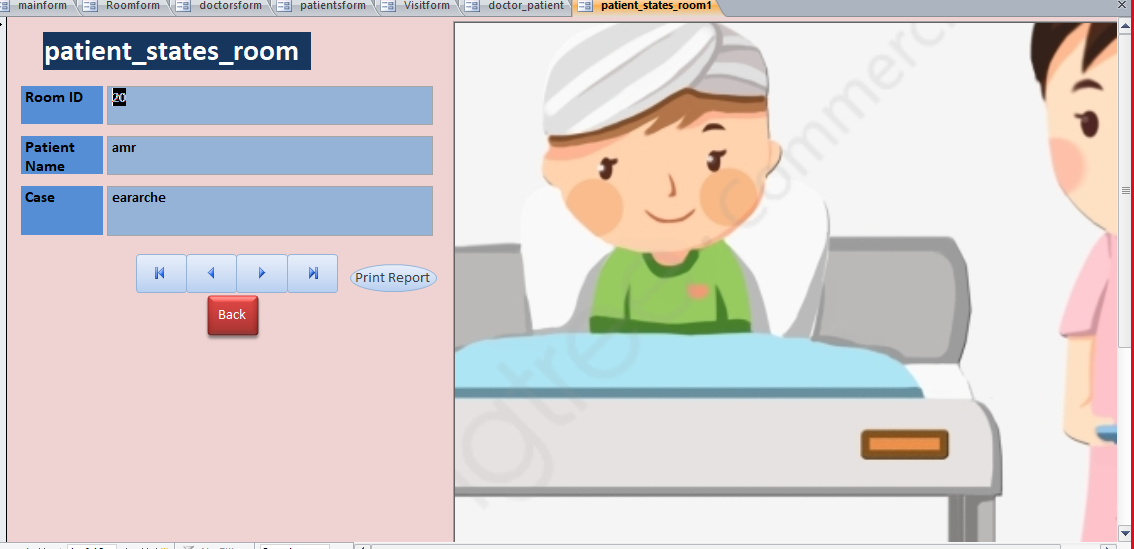 mainform Roomform doctorsform patientsform Visitform doctor_patient patient_states_room1
patient_states_room
Room ID 20
Patient Name amr
Case eararche
Print Report
Back